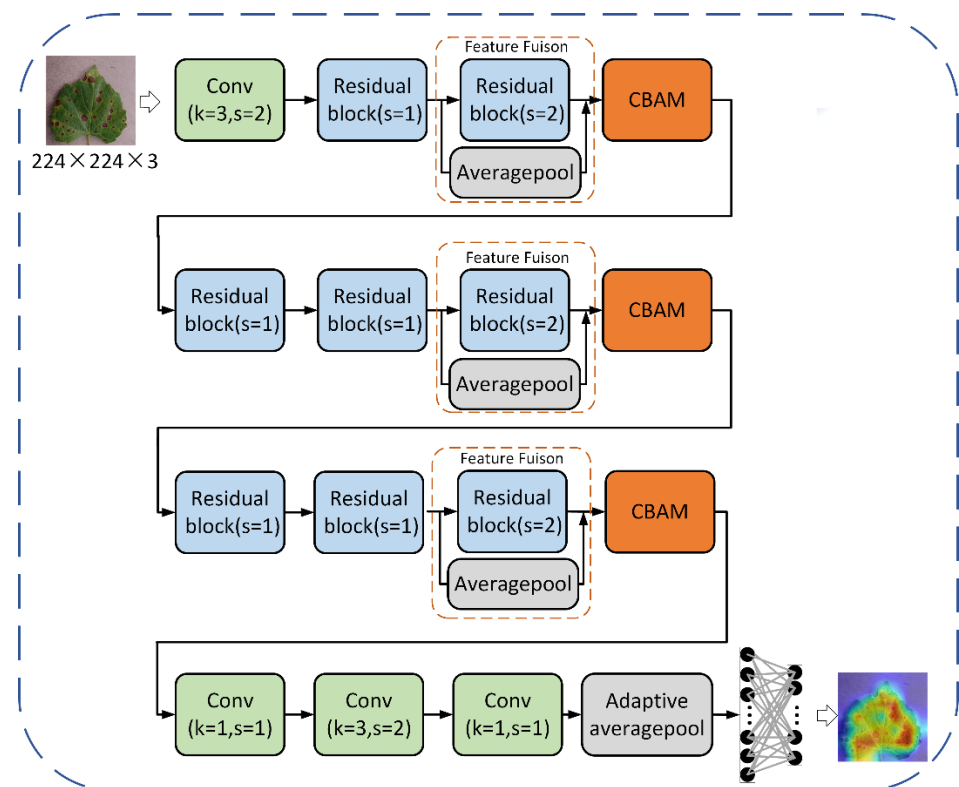 Feature Fuison
Conv
(k=3,s=2)
Residual
block(s=1)
Residual
block(s=2)
CBAM
Averagepool
224×224×3
Feature Fuison
Residual
block(s=1)
Residual
block(s=1)
Residual
block(s=2)
CBAM
Averagepool
Feature Fuison
Residual
block(s=1)
Residual
block(s=1)
Residual
block(s=2)
CBAM
Averagepool
Conv
(k=1,s=1)
Conv
(k=3,s=2)
Conv
(k=1,s=1)
Adaptive
averagepool